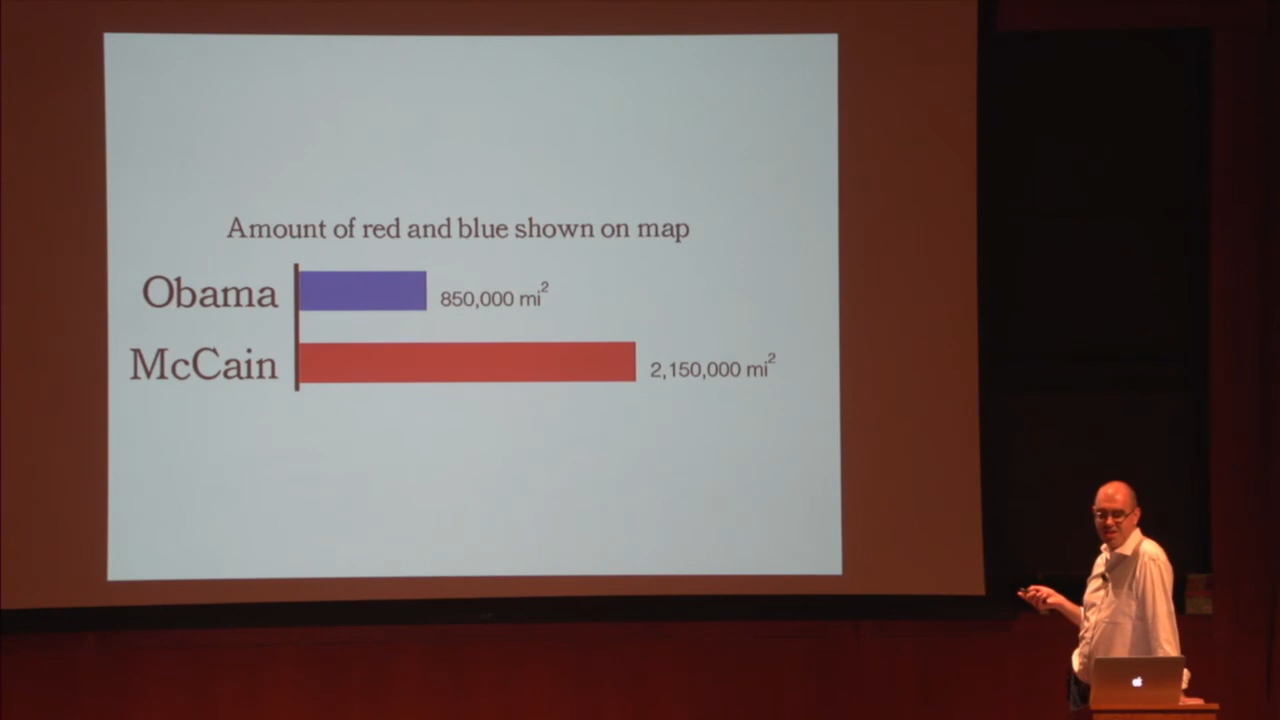 Amount of red and blue shown on map
Obama
850,000 mi²
McCain
2,150,000 mi²